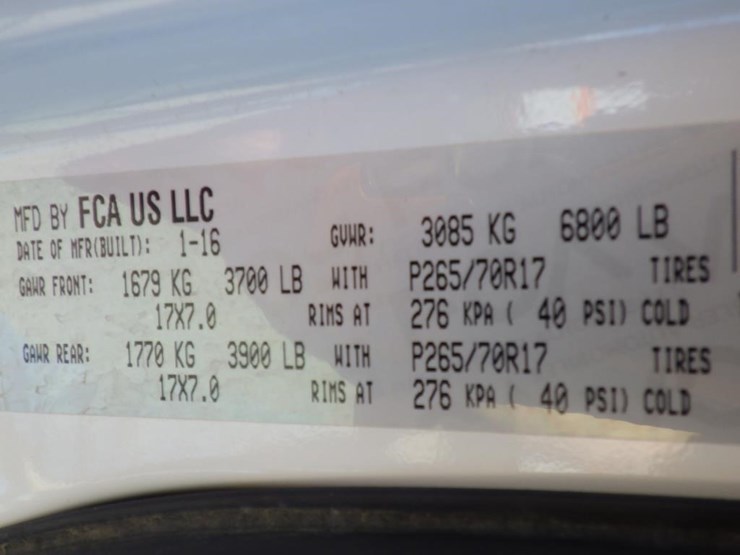 MFD BY FCA US LLC
DATE OF MFR(BUILT): 1-16 GVWR: 3085 KG 6800 LB
GAWR FRONT: 1679 KG 3700 LB WITH P265/70R17 TIRES
17X7.0 RIMS AT 276 KPA ( 40 PSI) COLD
GAWR REAR: 1770 KG 3900 LB WITH P265/70R17 TIRES
17X7.0 RIMS AT 276 KPA ( 40 PSI) COLD